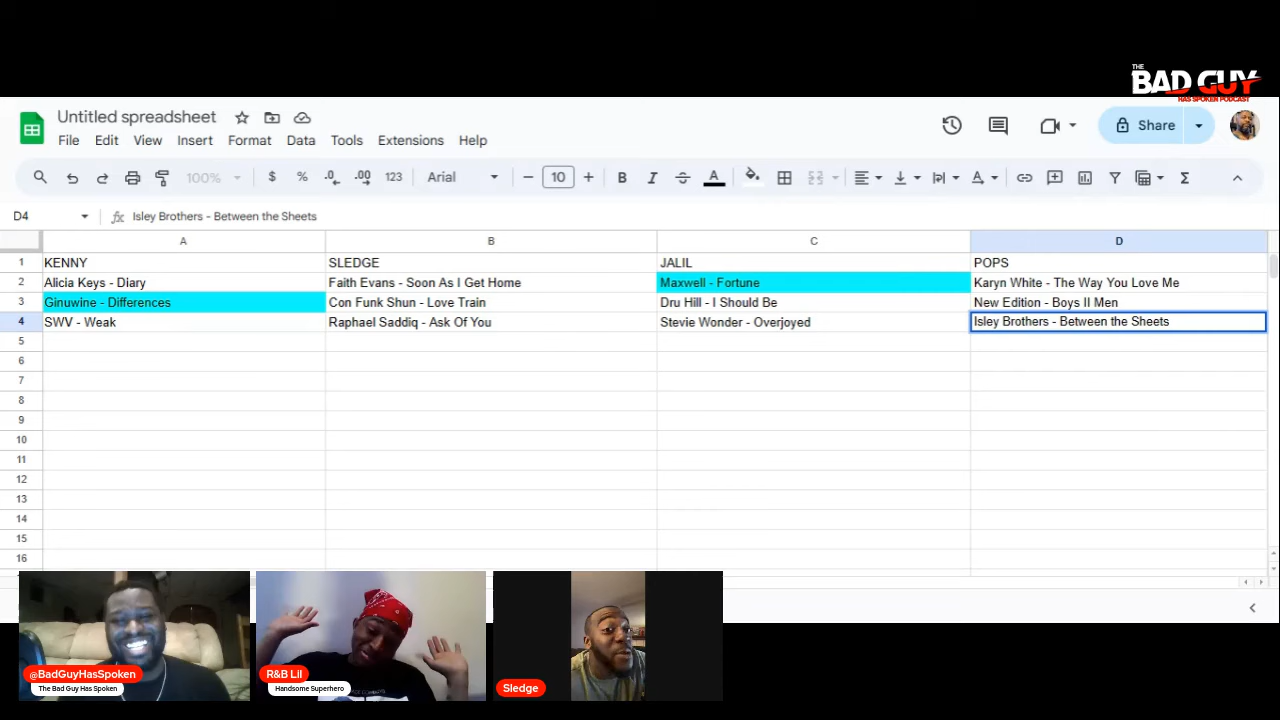 THE
BAD GUY
HAS SPOKEN PODCAST
Untitled spreadsheet
File Edit View Insert Format Data Tools Extensions Help
Share
100% $ % .0 .00 123 Arial 10 B I S A
D4 fx Isley Brothers - Between the Sheets
A B C D
1 KENNY SLEDGE JALIL POPS
2 Alicia Keys - Diary Faith Evans - Soon As I Get Home Maxwell - Fortune Karyn White - The Way You Love Me
3 Ginuwine - Differences Con Funk Shun - Love Train Dru Hill - I Should Be New Edition - Boys II Men
4 SWV - Weak Raphael Saddiq - Ask Of You Stevie Wonder - Overjoyed Isley Brothers - Between the Sheets
5
6
7
8
9
10
11
12
13
14
15
16
@BadGuyHasSpoken
The Bad Guy Has Spoken
R&B Lil
Handsome Superhero
Sledge